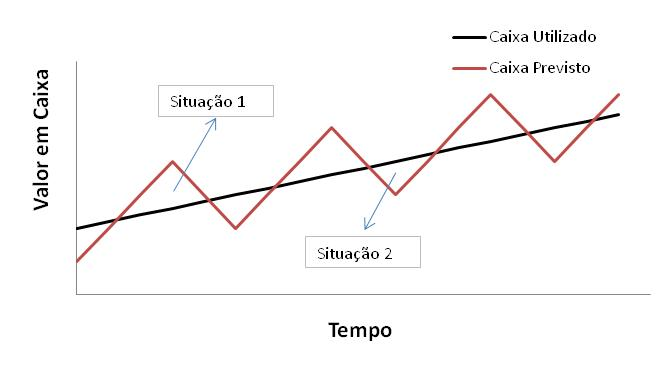 Caixa Utilizado
Caixa Previsto
Valor em Caixa
Situação 1
Situação 2
Tempo